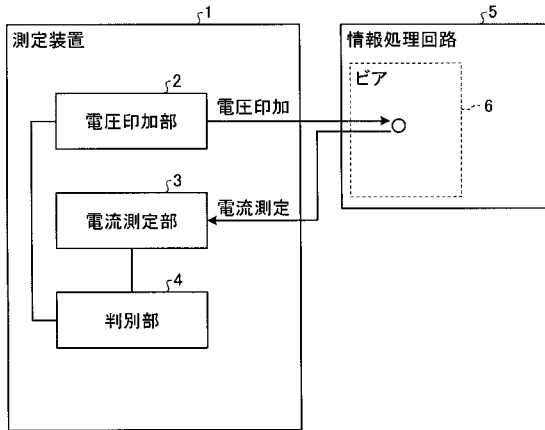 1
測定装置
2
電圧印加部
電圧印加
3
電流測定部
電流測定
4
判別部
5
情報処理回路
ビア
6